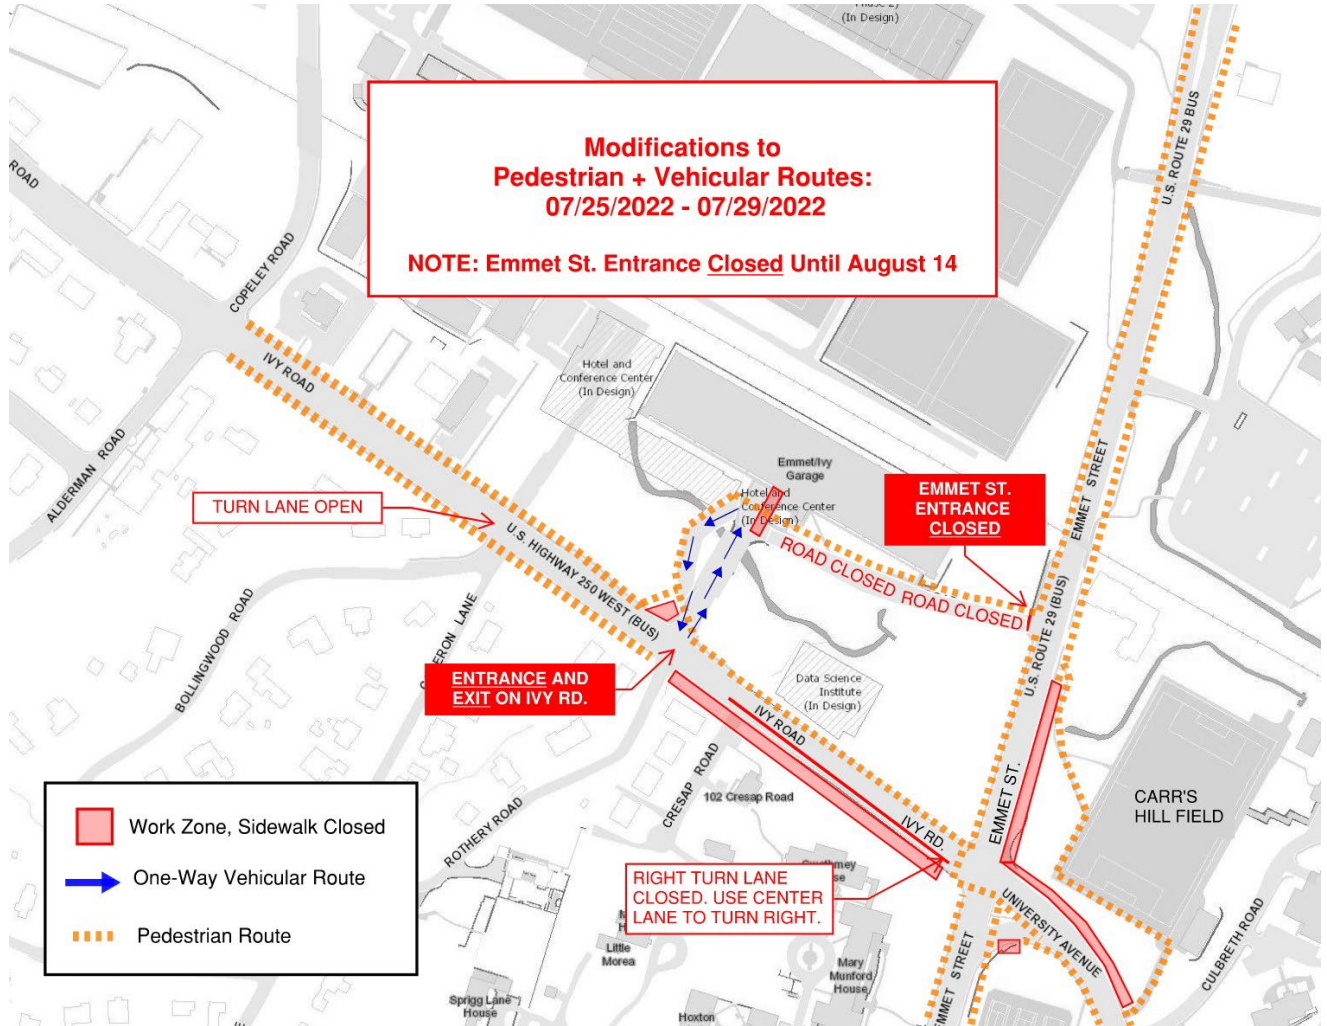 Phase 2)
(In Design)
Modifications to
Pedestrian + Vehicular Routes:
07/25/2022 - 07/29/2022
NOTE: Emmet St. Entrance Closed Until August 14
U.S. ROUTE 29 BUS
U.S. ROUTE 29 BUS
ROAD
COPELEY ROAD
IVY ROAD
ALDERMAN ROAD
Hotel and
Conference Center
(In Design)
Emmet/Ivy
Garage
Hotel and
Conference Center
(In Design)
EMMET ST.
ENTRANCE
CLOSED
EMMET STREET
TURN LANE OPEN
U.S. HIGHWAY 250 WEST (BUS)
ROAD CLOSED ROAD CLOSED
U.S. ROUTE 29 (BUS)
BOLLINGWOOD ROAD
ERON LANE
ENTRANCE AND
EXIT ON IVY RD.
Data Science
Institute
(In Design)
IVY ROAD
CRESAP ROAD
102 Cresap Road
ROTHERY ROAD
IVY RD.
EMMET ST.
CARR'S
HILL FIELD
Work Zone, Sidewalk Closed
One-Way Vehicular Route
Pedestrian Route
RIGHT TURN LANE
CLOSED. USE CENTER
LANE TO TURN RIGHT.
UNIVERSITY AVENUE
CULBRETH ROAD
Little
Morea
Mary
Munford
House
EMMET STREET
Sprigg Lane
House
Hoxton